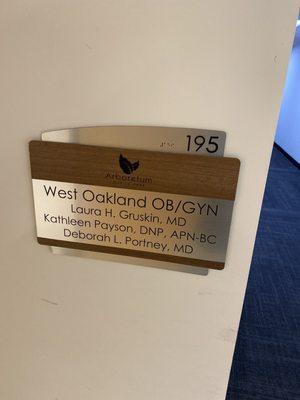 195
Arboretum
West Oakland OB/GYN
Laura H. Gruskin, MD
Kathleen Payson, DNP, APN-BC
Deborah L. Portney, MD